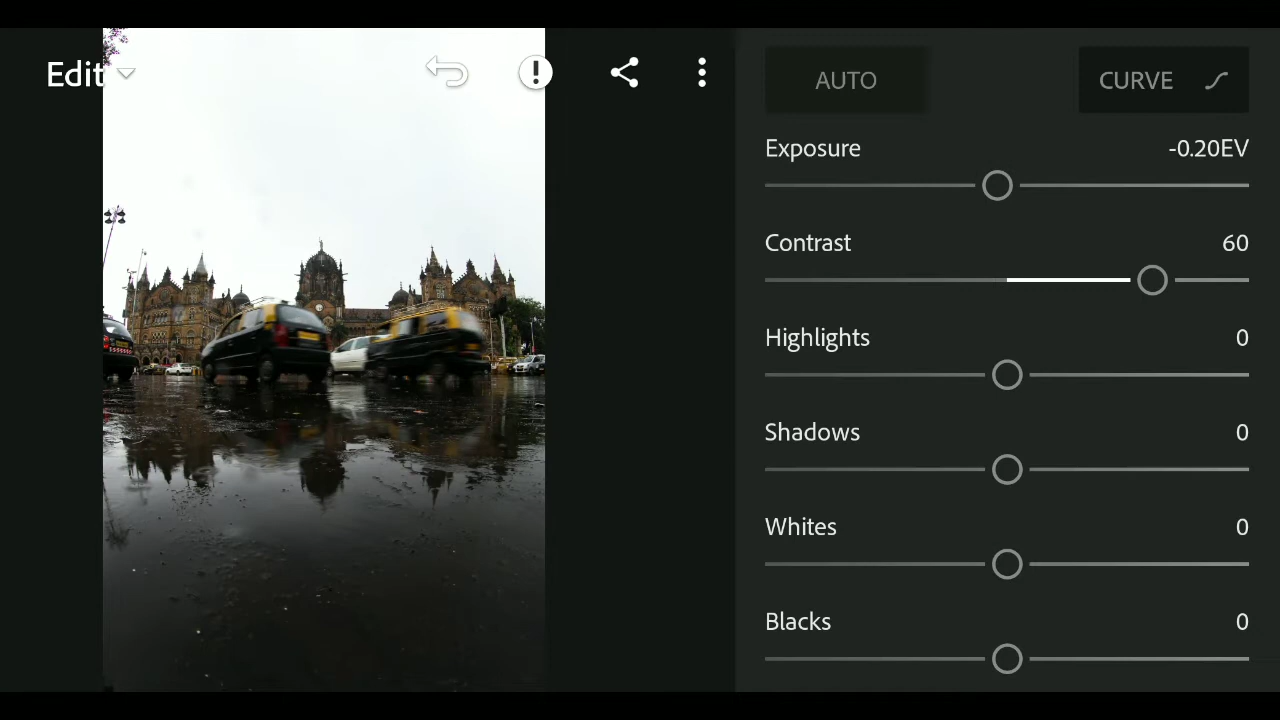 Edit
AUTO
CURVE
Exposure -0.20EV
Contrast 60
Highlights 0
Shadows 0
Whites 0
Blacks 0